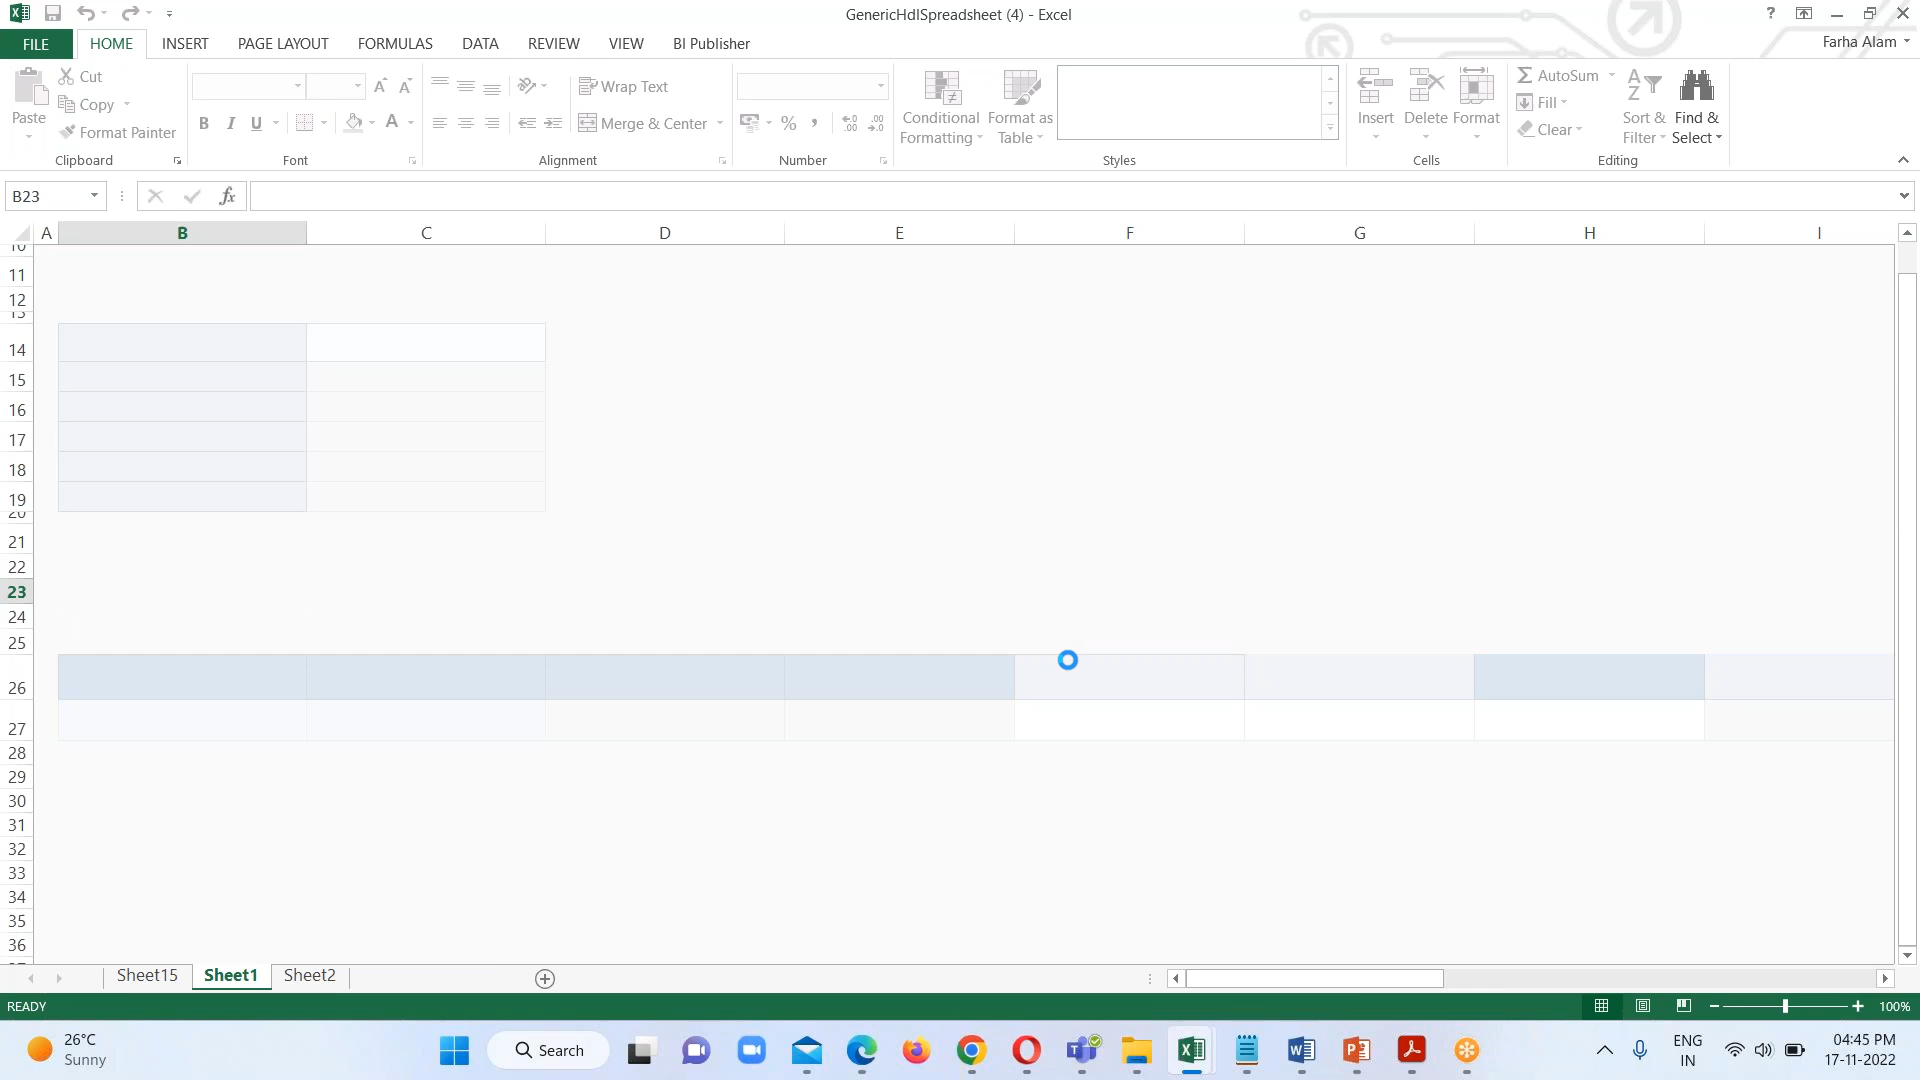 GenericHdlSpreadsheet (4) - Excel
?
FILE
HOME
INSERT
PAGE LAYOUT
FORMULAS
DATA
REVIEW
VIEW
BI Publisher
Farha Alam
Paste
Cut
Copy
Format Painter
Clipboard
B I U
A
Font
Wrap Text
Merge & Center
Alignment
%
Number
Conditional Formatting
Format as Table
Styles
Insert
Delete
Format
Cells
AutoSum
Fill
Clear
Sort & Filter
Find & Select
Editing
B23
fx
A B C D E F G H I
10
11
12
13
14
15
16
17
18
19
20
21
22
23
24
25
26
27
28
29
30
31
32
33
34
35
36
Sheet15
Sheet1
Sheet2
READY
100%
26°C
Sunny
Search
ENG
IN
04:45 PM
17-11-2022